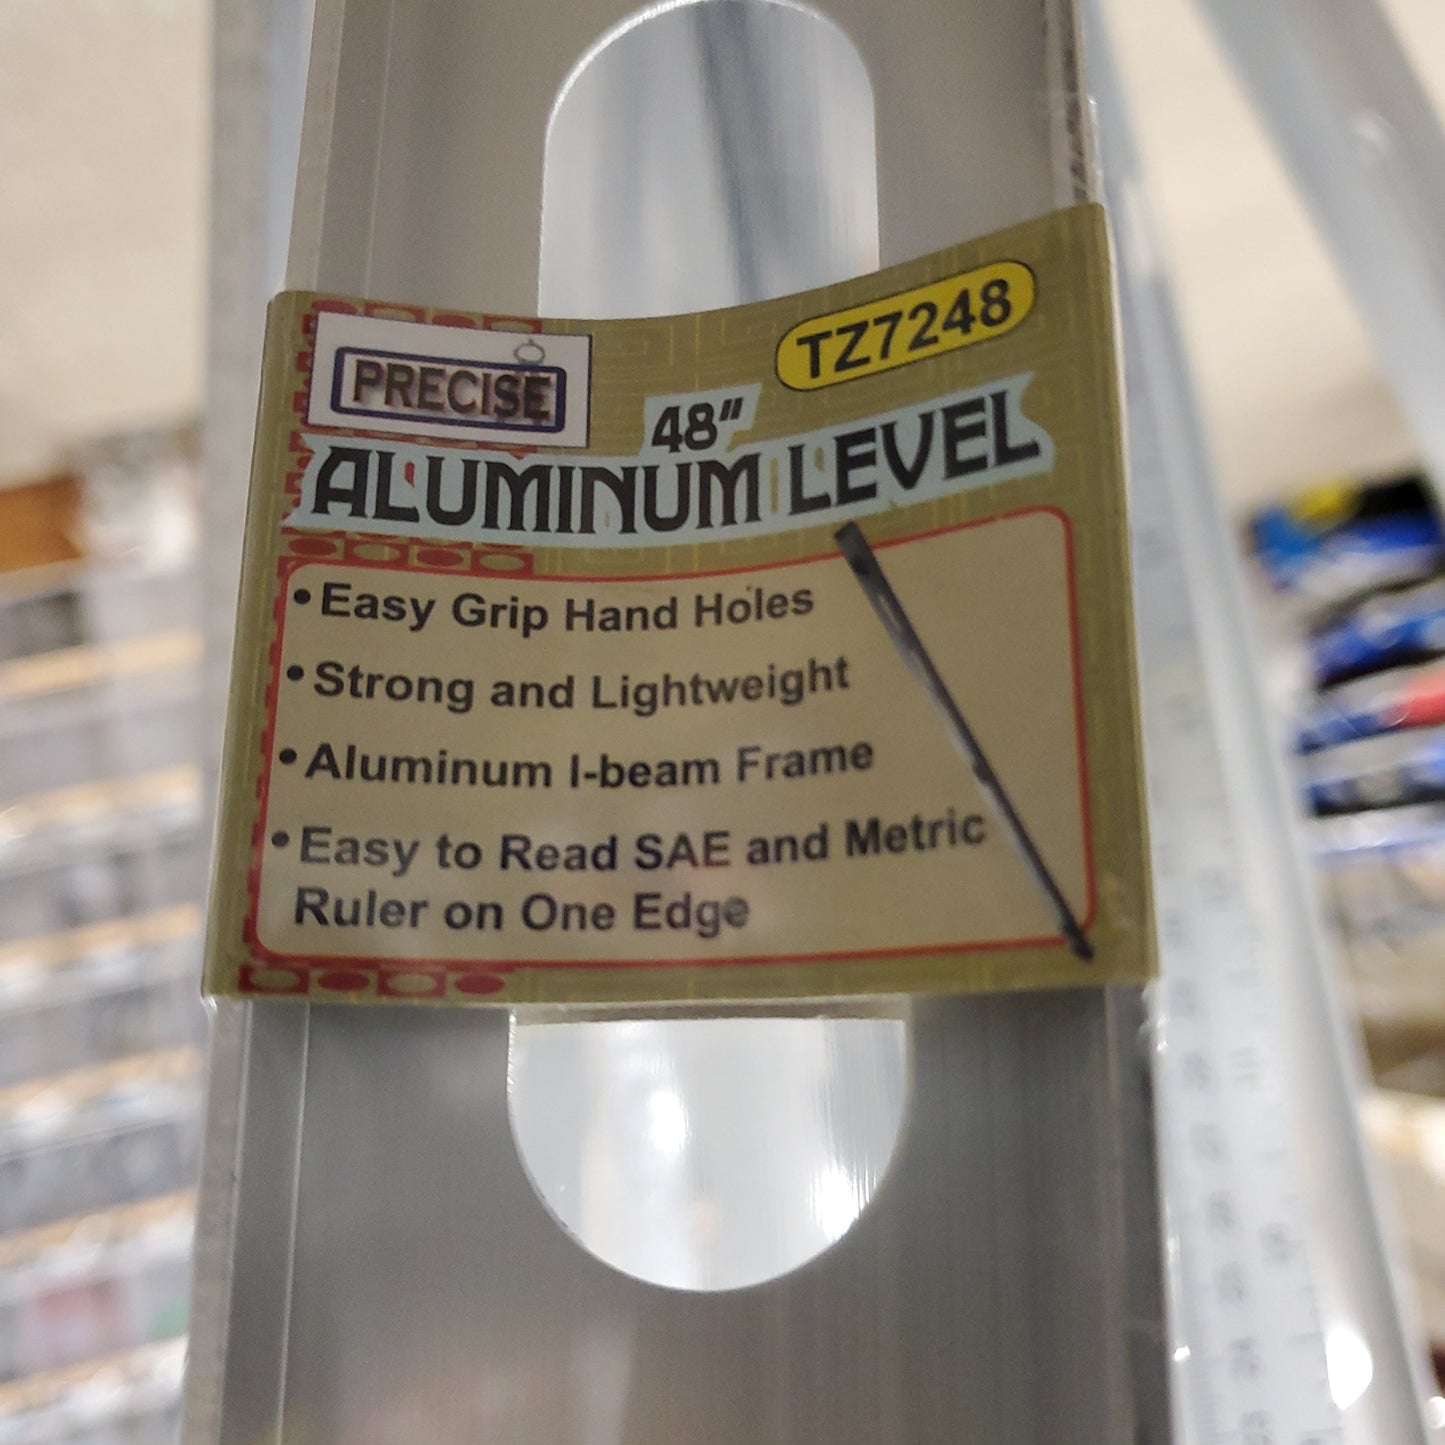 TZ7248
PRECISE
48"
ALUMINUM LEVEL
• Easy Grip Hand Holes
• Strong and Lightweight
• Aluminum I-beam Frame
• Easy to Read SAE and Metric
Ruler on One Edge